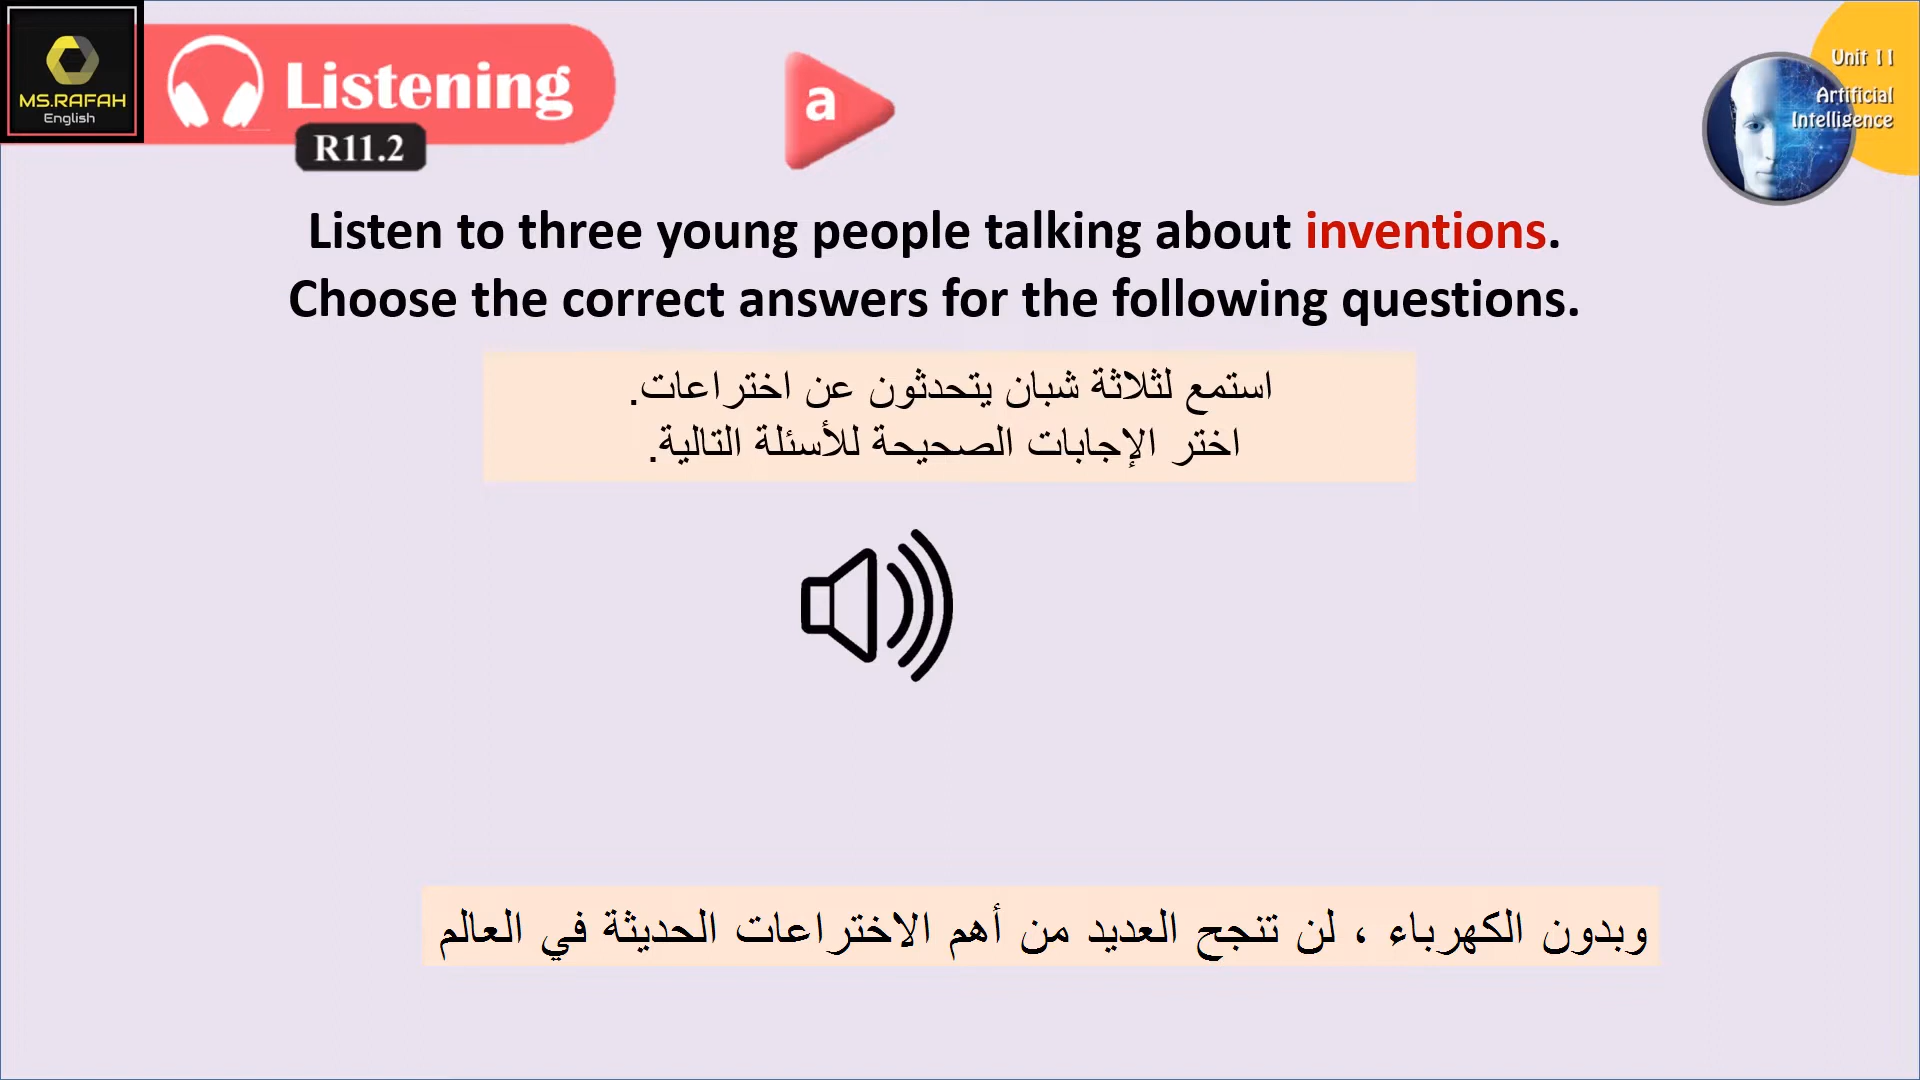 MS.RAFAH
English
Listening
R11.2
a
Unit 11
Artificial
Intelligence
Listen to three young people talking about inventions.
Choose the correct answers for the following questions.
استمع لثلاثة شبان يتحدثون عن اختراعات.
اختر الإجابات الصحيحة للأسئلة التالية.
وبدون الكهرباء ، لن تنجح العديد من أهم الاختراعات الحديثة في العالم